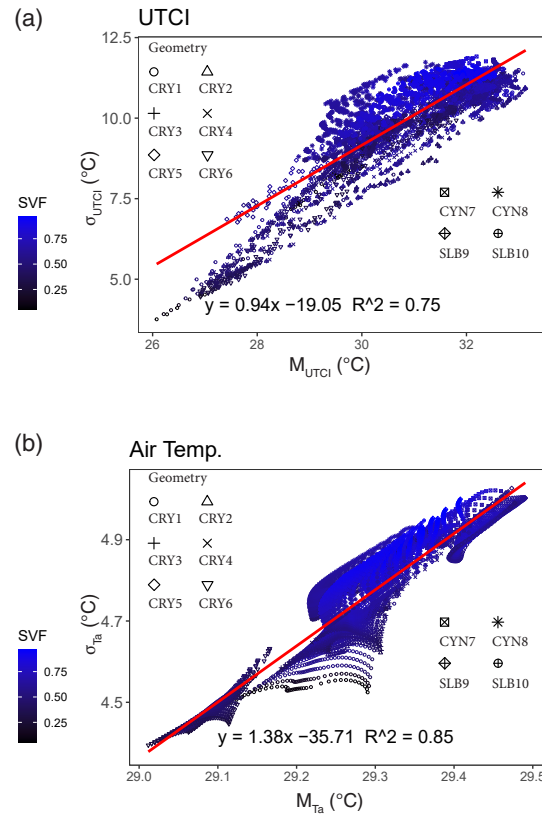 (a)
UTCI
Geometry
CRY1 CRY2
CRY3 CRY4
CRY5 CRY6
CYN7 CYN8
SLB9 SLB10
SVF
0.75
0.50
0.25
12.5
10.0
7.5
5.0
σUTCI (°C)
y = 0.94x −19.05 R^2 = 0.75
26 28 30 32
MUTCI (°C)
(b)
Air Temp.
Geometry
CRY1 CRY2
CRY3 CRY4
CRY5 CRY6
CYN7 CYN8
SLB9 SLB10
SVF
0.75
0.50
0.25
4.9
4.7
4.5
σTa (°C)
y = 1.38x −35.71 R^2 = 0.85
29.0 29.1 29.2 29.3 29.4 29.5
MTa (°C)